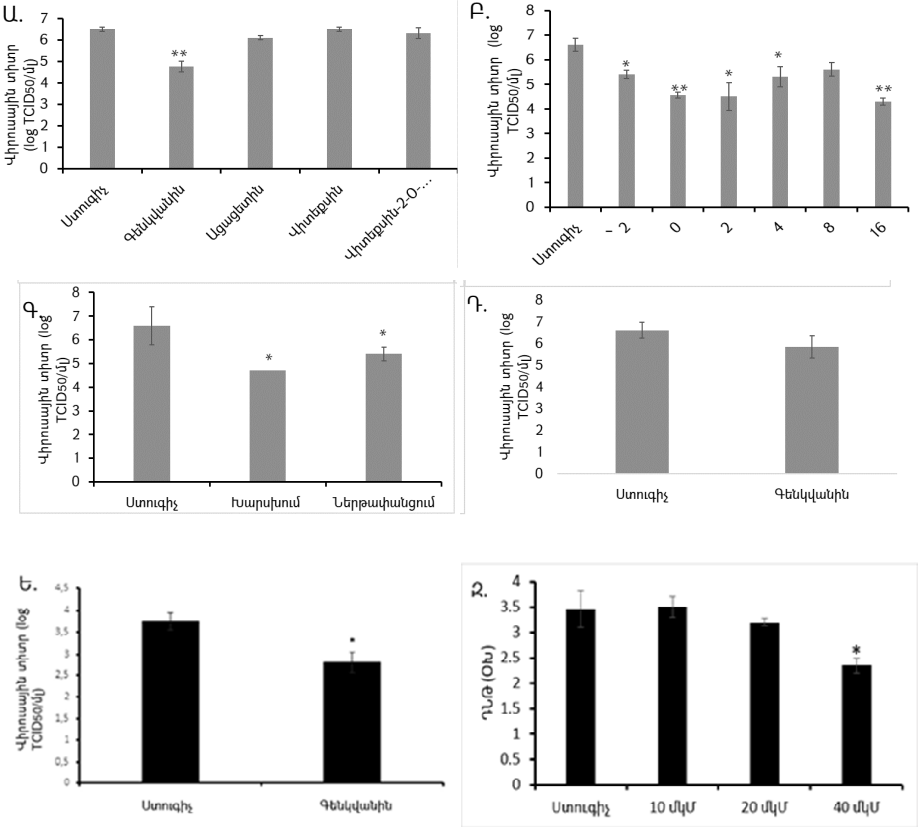 Ա.
Վիրուսային տիտր
(log TCID50/մլ)
7
6
5
4
3
2
1
0
**
Ստուգիչ
Գենկվանին
Ացացետին
Վիտեքսին
Վիտեքսին-2-O-...
Բ.
Վիրուսային տիտր (log
TCID50/մլ)
8
7
6
5
4
3
2
1
0
* ** * * **
Ստուգիչ
– 2
0
2
4
8
16
Գ.
Վիրուսային տիտր (log
TCID50/մլ)
8
7
6
5
4
3
2
1
0
* *
Ստուգիչ Խարսխում Ներթափանցում
Դ.
Վիրուսային տիտր (log
TCID50/մլ)
8
7
6
5
4
3
2
1
0
Ստուգիչ Գենկվանին
Ե.
Վիրուսային տիտր (log
TCID50/մլ)
4,5
4
3,5
3
2,5
2
1,5
1
0,5
0
*
Ստուգիչ Գենկվանին
Զ.
ԴՆԹ (ՕԽ)
4
3.5
3
2.5
2
1.5
1
0.5
0
*
Ստուգիչ 10 մկՄ 20 մկՄ 40 մկՄ